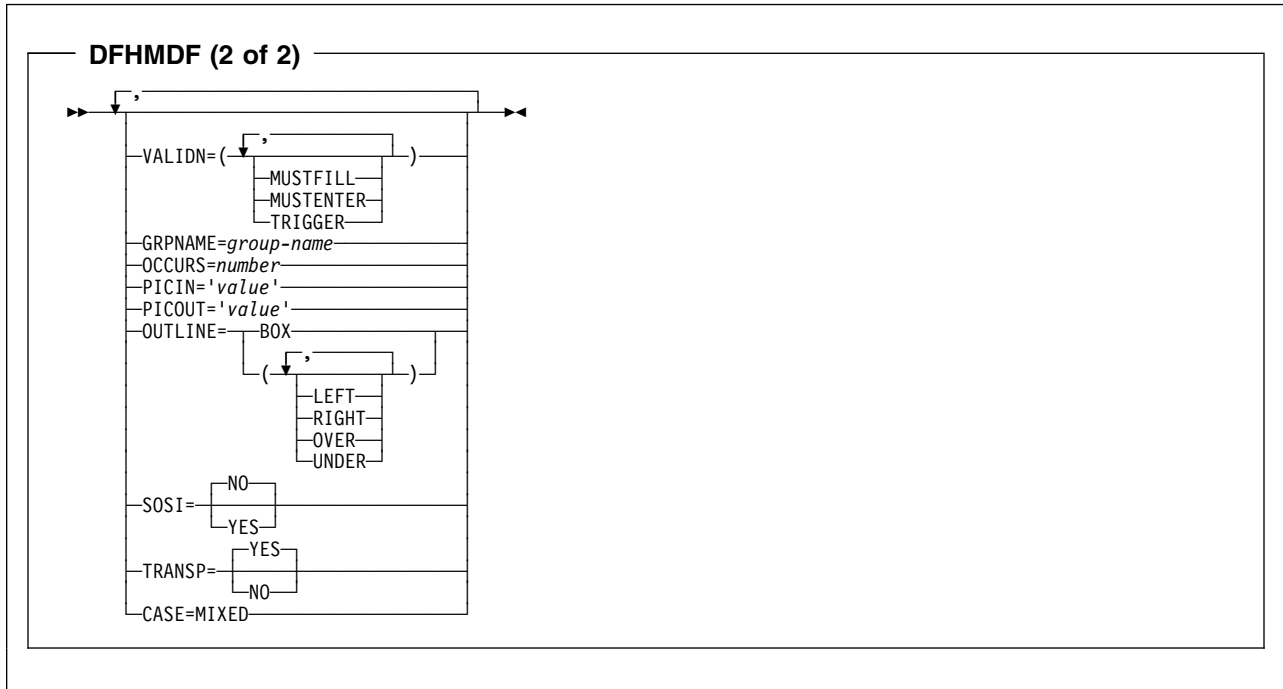 DFHMDF (2 of 2)
,
,
VALIDN=( )
MUSTFILL
MUSTENTER
TRIGGER
GRPNAME=group-name
OCCURS=number
PICIN='value'
PICOUT='value'
OUTLINE= BOX
,
( )
LEFT
RIGHT
OVER
UNDER
NO
SOSI=
YES
YES
TRANSP=
NO
CASE=MIXED